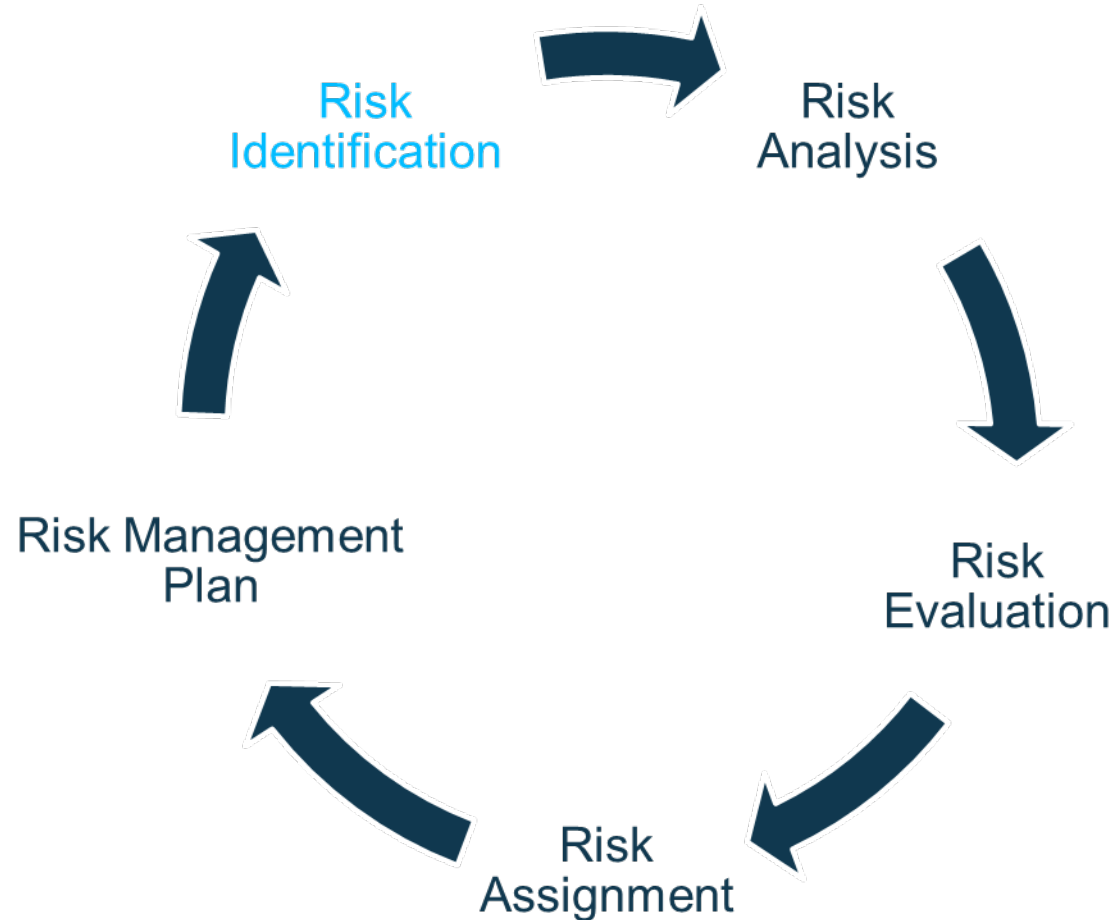 Risk
Identification
Risk
Analysis
Risk
Evaluation
Risk
Assignment
Risk Management
Plan